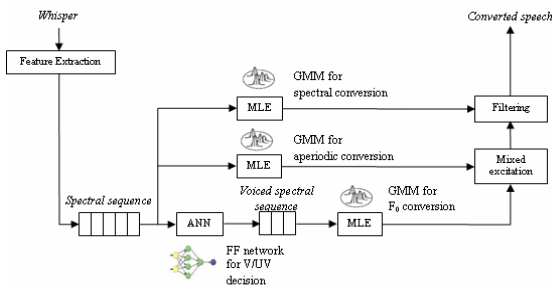 Whisper
Converted speech
Feature Extraction
GMM for
spectral conversion
MLE
Filtering
GMM for
aperiodic conversion
MLE
Mixed
excitation
Spectral sequence
Voiced spectral
sequence
GMM for
F₀ conversion
ANN
MLE
FF network
for V/UV
decision